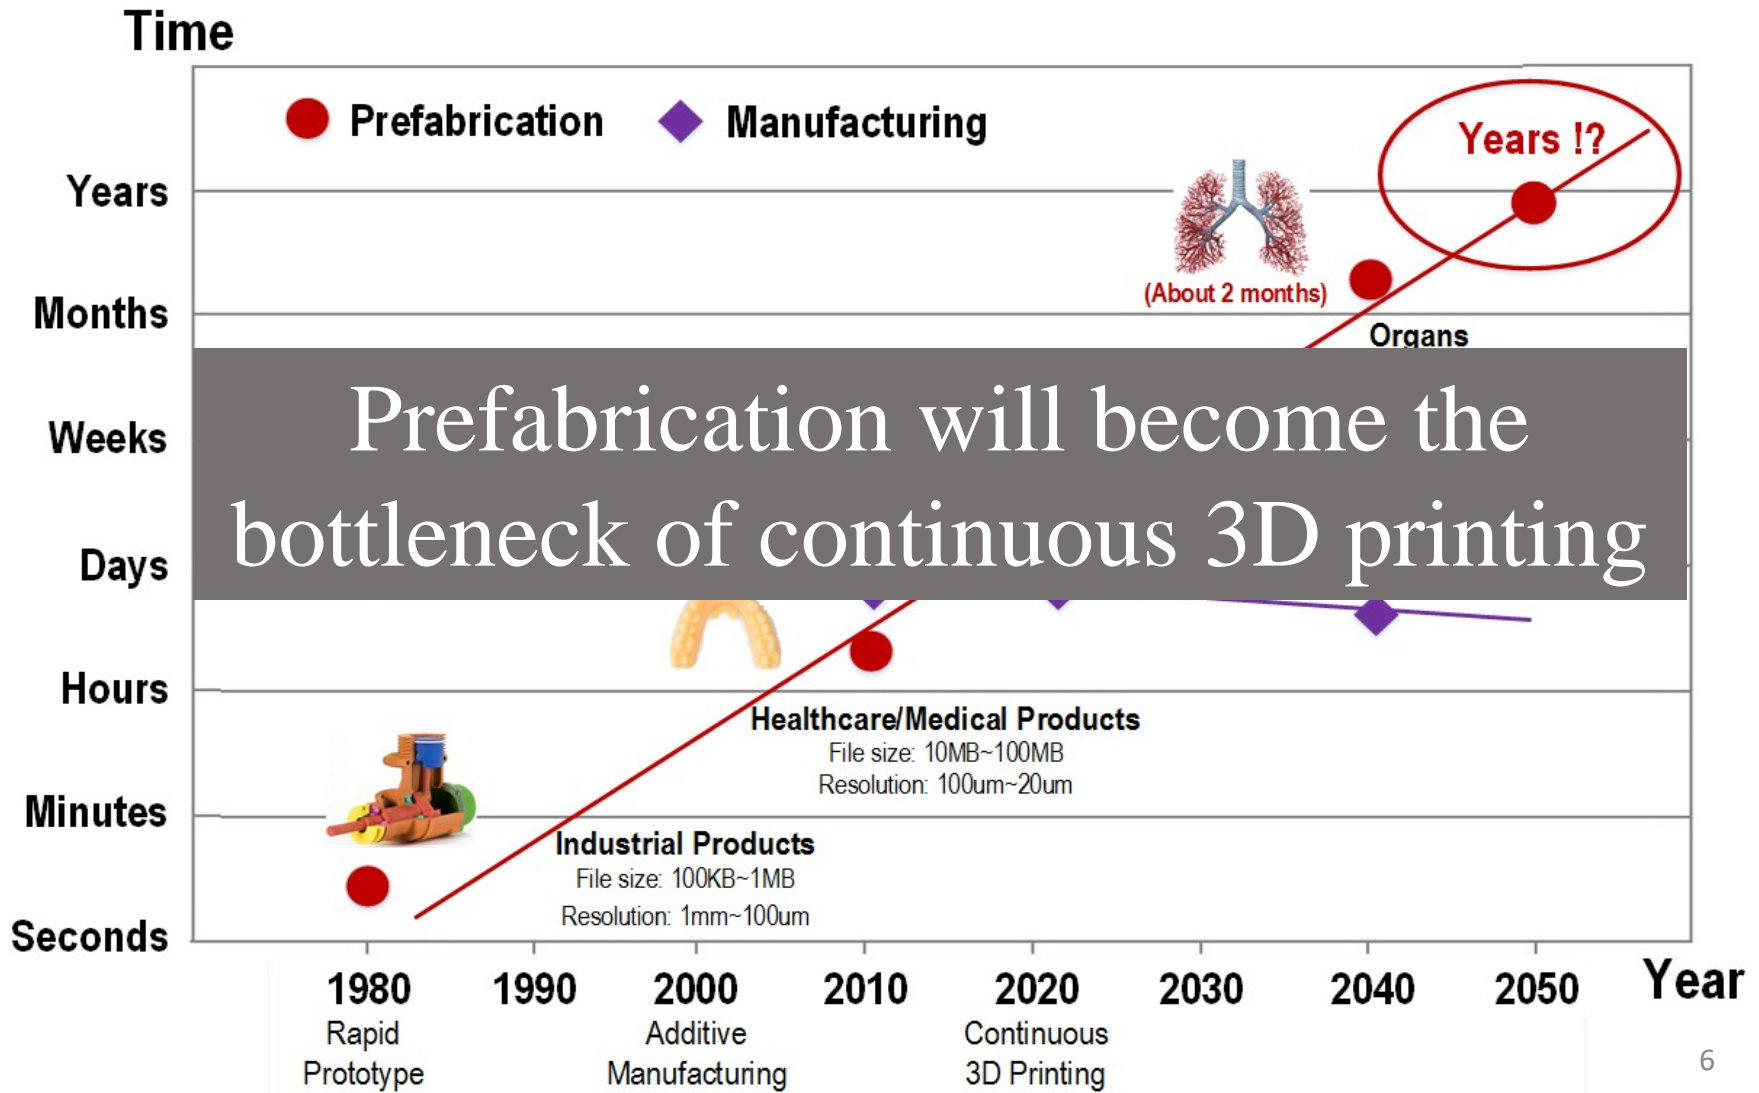 Time
Prefabrication
Manufacturing
Years !?
Years
(About 2 months)
Months
Organs
Prefabrication will become the
bottleneck of continuous 3D printing
Weeks
Days
Hours
Healthcare/Medical Products
File size: 10MB~100MB
Resolution: 100um~20um
Minutes
Industrial Products
File size: 100KB~1MB
Resolution: 1mm~100um
Seconds
1980 1990 2000 2010 2020 2030 2040 2050 Year
Rapid
Prototype
Additive
Manufacturing
Continuous
3D Printing
6